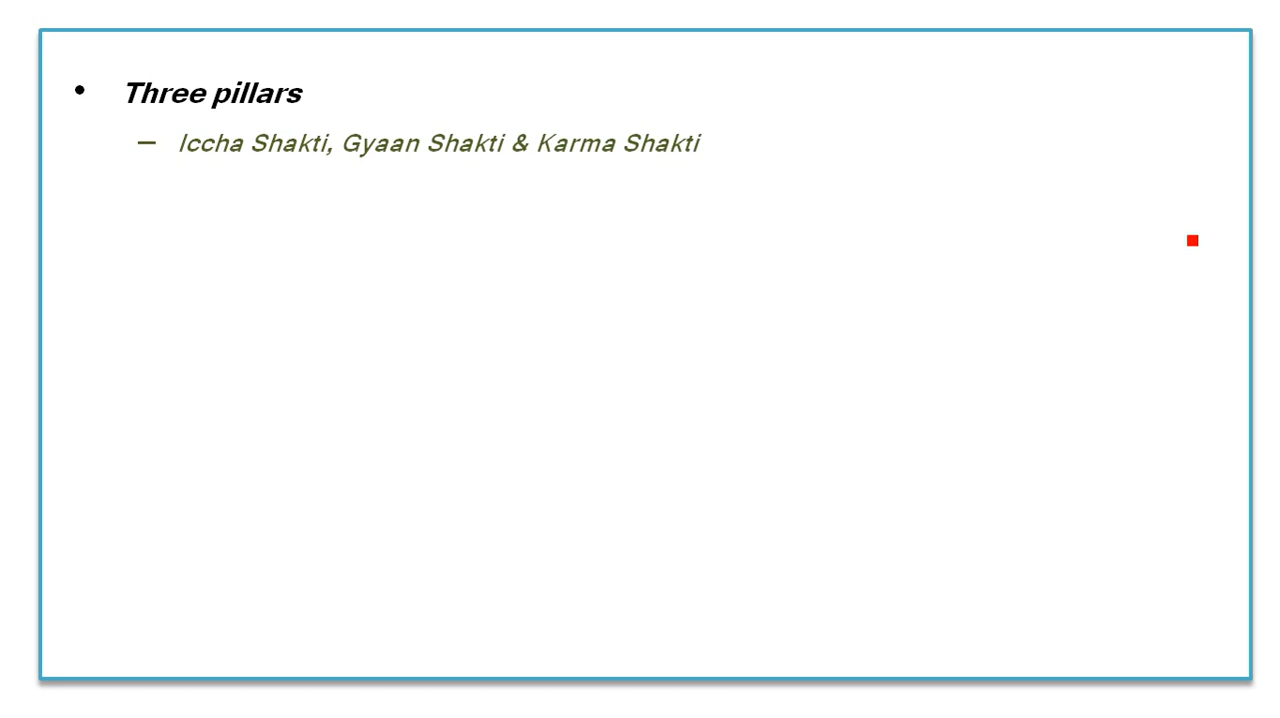 • Three pillars
– Iccha Shakti, Gyaan Shakti & Karma Shakti